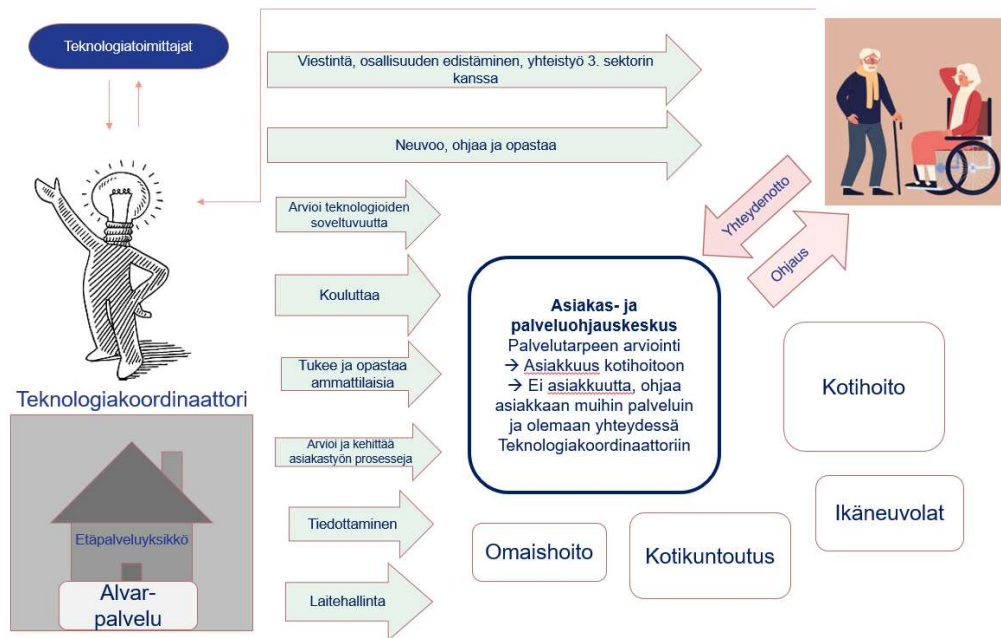 Teknologiatoimittajat
Viestintä, osallisuuden edistäminen, yhteistyö 3. sektorin
kanssa
Neuvoo, ohjaa ja opastaa
Arvioi teknologioiden
soveltuvuutta
Kouluttaa
Tukee ja opastaa
ammattilaisia
Arvioi ja kehittää
asiakastyön prosesseja
Tiedottaminen
Laitehallinta
Teknologiakoordinaattori
Etäpalveluyksikkö
Alvar-
palvelu
Yhteydenotto
Ohjaus
Asiakas- ja
palveluohjauskeskus
Palvelutarpeen arviointi
→ Asiakkuus kotihoitoon
→ Ei asiakkuutta, ohjaa
asiakkaan muihin palveluin
ja olemaan yhteydessä
Teknologiakoordinaattoriin
Kotihoito
Ikäneuvolat
Omaishoito
Kotikuntoutus